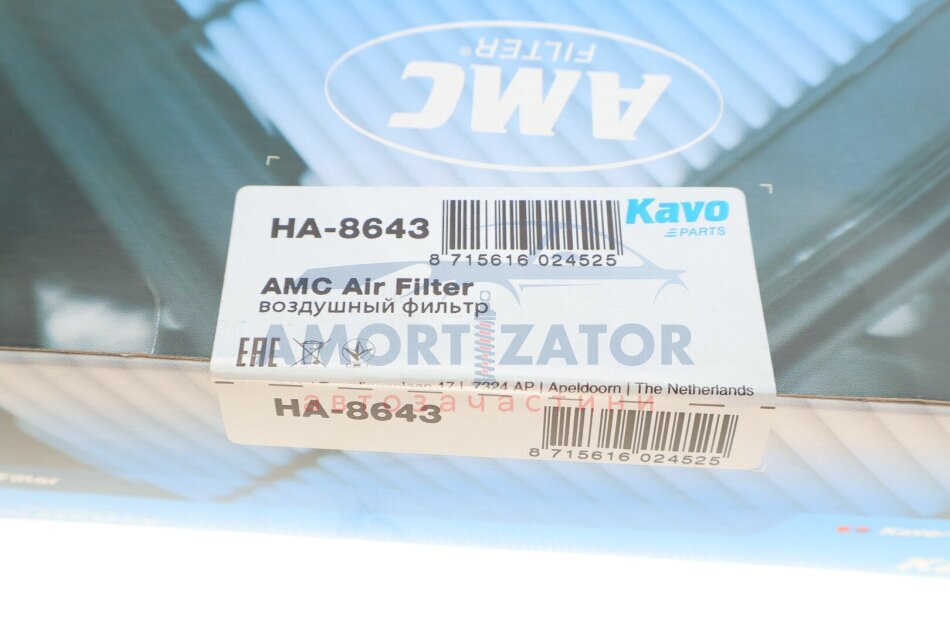 AMC
FILTER®
HA-8643
8 715616 024525
Kavo
PARTS
AMC Air Filter
воздушный фильтр
EAC
AMORTIZATOR
17 | 7324 AP | Apeldoorn | The Netherlands
автозапчастини
HA-8643
8 715616 024525